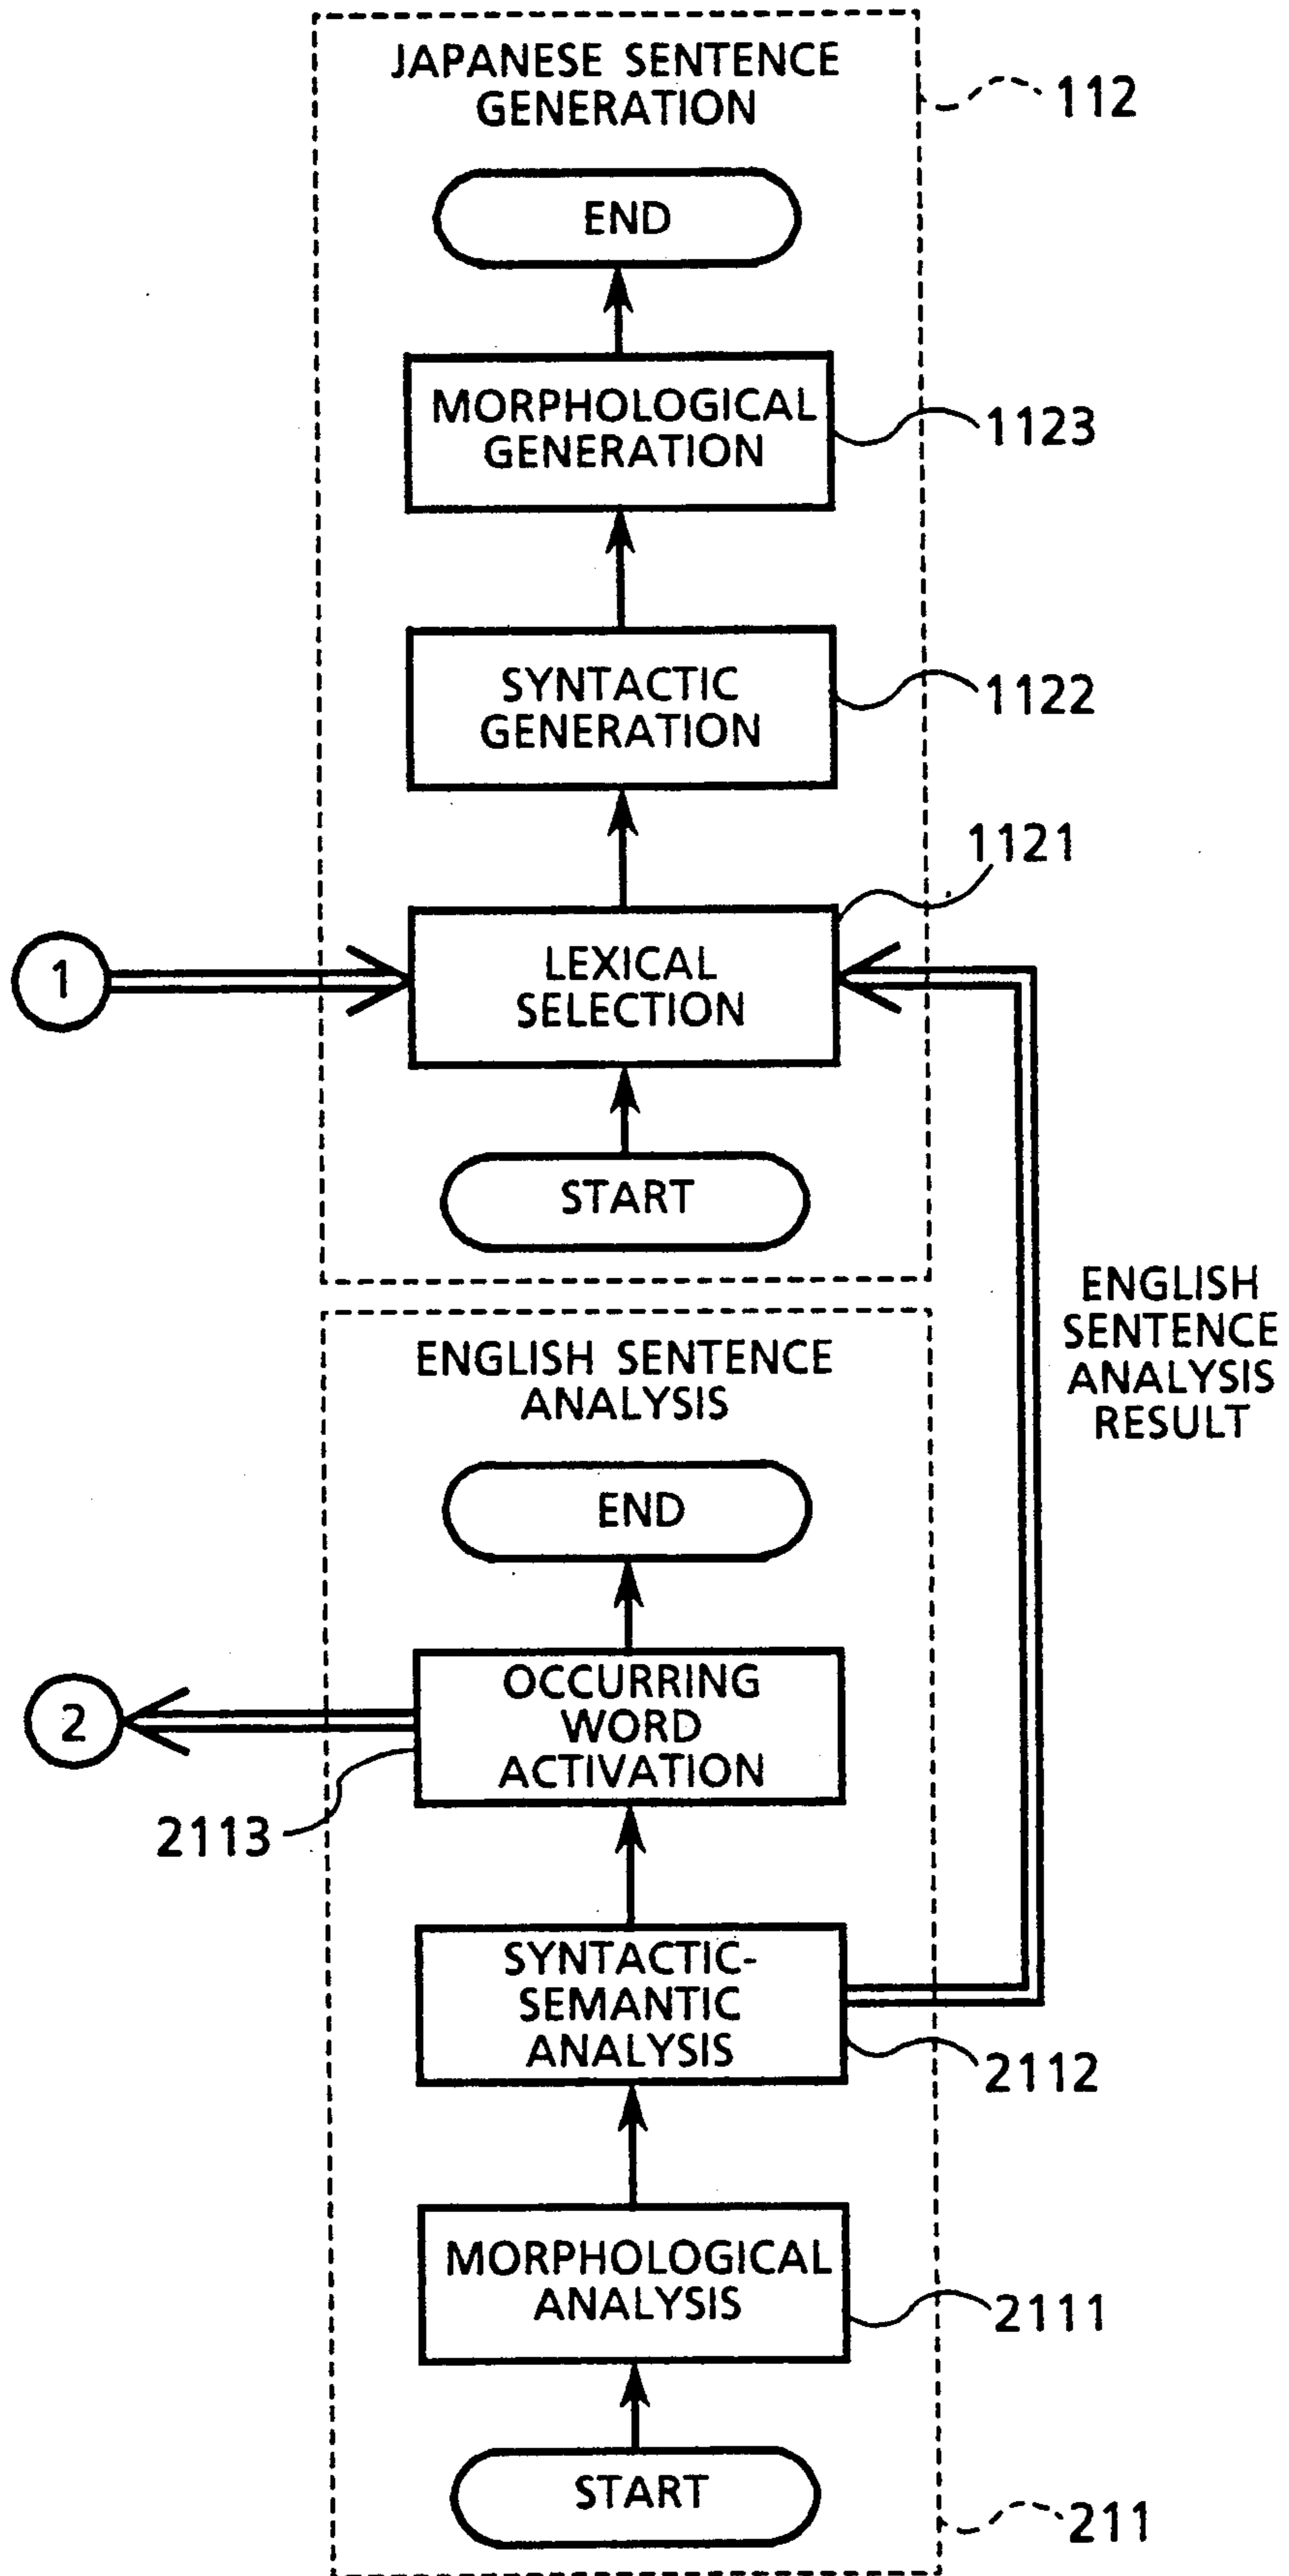 JAPANESE SENTENCE
GENERATION
112
END
MORPHOLOGICAL
GENERATION
1123
SYNTACTIC
GENERATION
1122
1121
1
LEXICAL
SELECTION
START
ENGLISH
SENTENCE
ANALYSIS
RESULT
ENGLISH SENTENCE
ANALYSIS
END
2
OCCURRING
WORD
ACTIVATION
2113
SYNTACTIC-
SEMANTIC
ANALYSIS
2112
MORPHOLOGICAL
ANALYSIS
2111
START
211